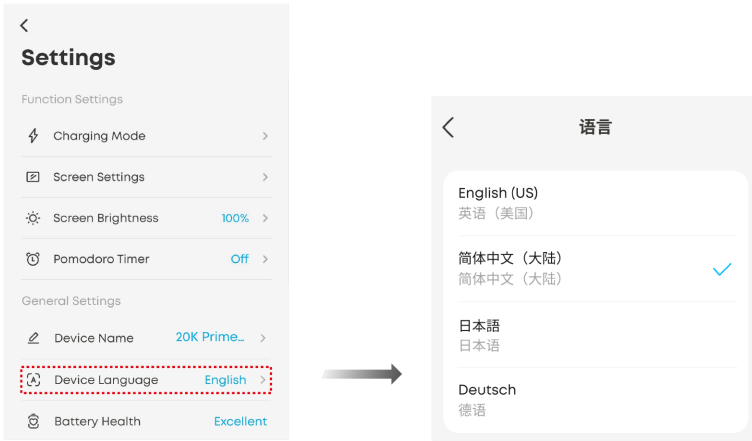 Settings
Function Settings
Charging Mode
Screen Settings
Screen Brightness 100%
Pomodoro Timer Off
General Settings
Device Name 20K Prime...
Device Language English
Battery Health Excellent
语言
English (US)
英语（美国）
简体中文（大陆）
简体中文（大陆）
日本語
日本语
Deutsch
德语